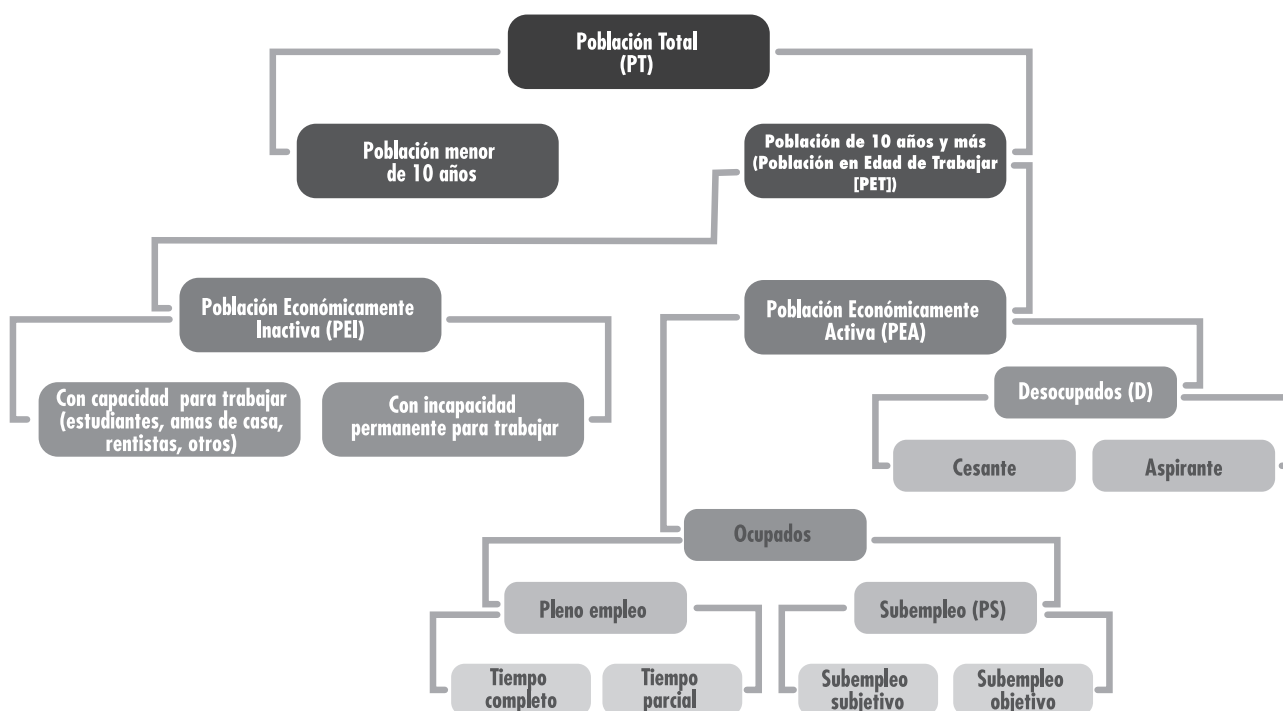 Población Total
(PT)
Población menor
de 10 años
Población de 10 años y más
(Población en Edad de Trabajar
[PET])
Población Económicamente
Inactiva (PEI)
Población Económicamente
Activa (PEA)
Con capacidad para trabajar
(estudiantes, amas de casa,
rentistas, otros)
Con incapacidad
permanente para trabajar
Desocupados (D)
Cesante
Aspirante
Ocupados
Pleno empleo
Subempleo (PS)
Tiempo
completo
Tiempo
parcial
Subempleo
subjetivo
Subempleo
objetivo